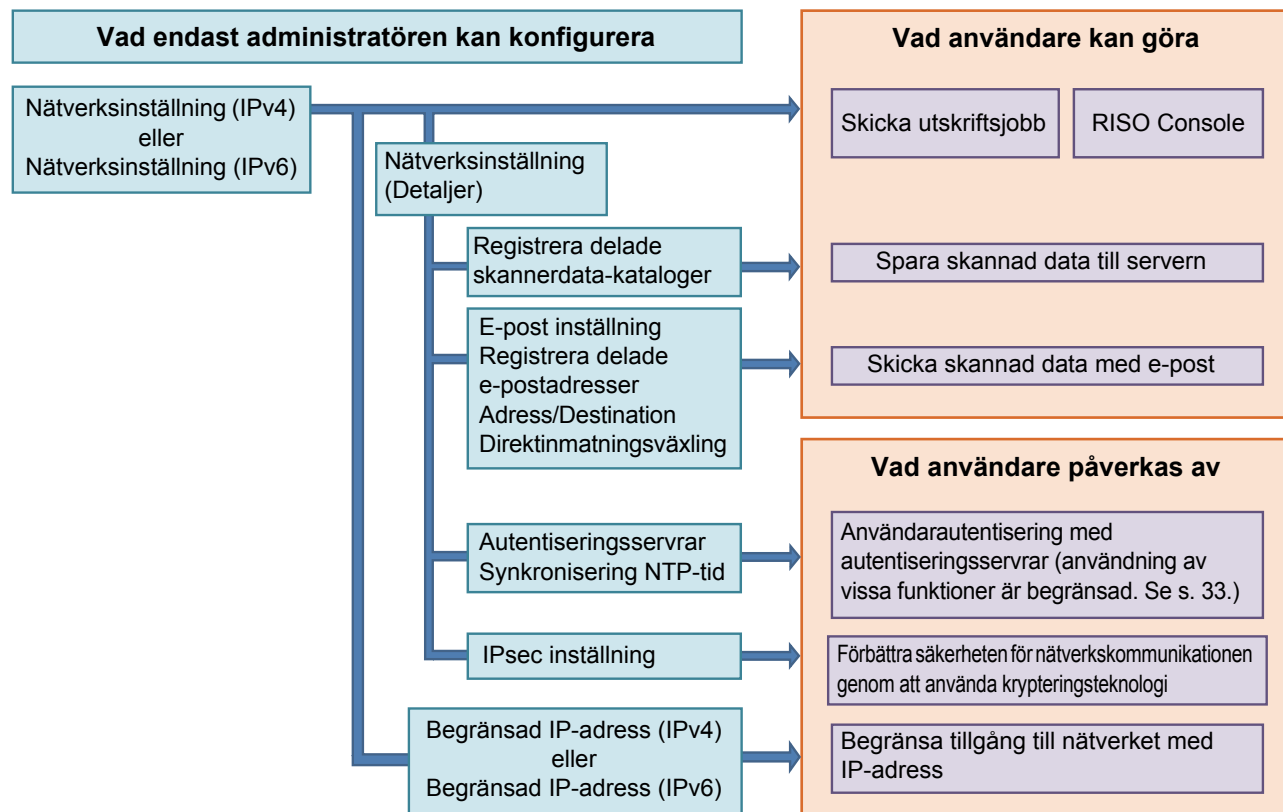 Vad endast administratören kan konfigurera
Nätverksinställning (IPv4)
eller
Nätverksinställning (IPv6)
Nätverksinställning
(Detaljer)
Registrera delade
skannerdata-kataloger
E-post inställning
Registrera delade
e-postadresser
Adress/Destination
Direktinmatningsväxling
Autentiseringsservrar
Synkronisering NTP-tid
IPsec inställning
Begränsad IP-adress (IPv4)
eller
Begränsad IP-adress (IPv6)
Vad användare kan göra
Skicka utskriftsjobb
RISO Console
Spara skannad data till servern
Skicka skannad data med e-post
Vad användare påverkas av
Användarautentisering med
autentiseringsservrar (användning av
vissa funktioner är begränsad. Se s. 33.)
Förbättra säkerheten för nätverkskommunikationen
genom att använda krypteringsteknologi
Begränsa tillgång till nätverket med
IP-adress